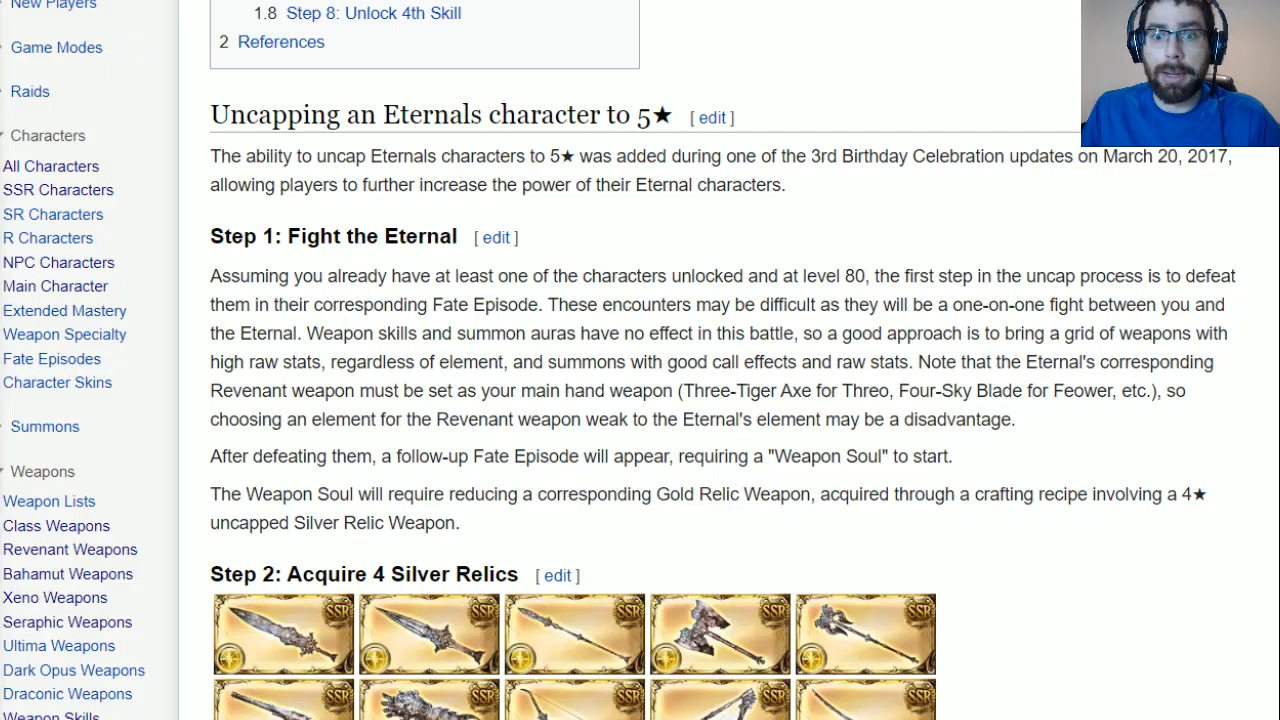 New Players
Game Modes
Raids
Characters
All Characters
SSR Characters
SR Characters
R Characters
NPC Characters
Main Character
Extended Mastery
Weapon Specialty
Fate Episodes
Character Skins
Summons
Weapons
Weapon Lists
Class Weapons
Revenant Weapons
Bahamut Weapons
Xeno Weapons
Seraphic Weapons
Ultima Weapons
Dark Opus Weapons
Draconic Weapons
Weapon Skills
1.8 Step 8: Unlock 4th Skill
2 References
Uncapping an Eternals character to 5★ [ edit ]
The ability to uncap Eternals characters to 5★ was added during one of the 3rd Birthday Celebration updates on March 20, 2017,
allowing players to further increase the power of their Eternal characters.
Step 1: Fight the Eternal [ edit ]
Assuming you already have at least one of the characters unlocked and at level 80, the first step in the uncap process is to defeat
them in their corresponding Fate Episode. These encounters may be difficult as they will be a one-on-one fight between you and
the Eternal. Weapon skills and summon auras have no effect in this battle, so a good approach is to bring a grid of weapons with
high raw stats, regardless of element, and summons with good call effects and raw stats. Note that the Eternal's corresponding
Revenant weapon must be set as your main hand weapon (Three-Tiger Axe for Threo, Four-Sky Blade for Feower, etc.), so
choosing an element for the Revenant weapon weak to the Eternal's element may be a disadvantage.
After defeating them, a follow-up Fate Episode will appear, requiring a "Weapon Soul" to start.
The Weapon Soul will require reducing a corresponding Gold Relic Weapon, acquired through a crafting recipe involving a 4★
uncapped Silver Relic Weapon.
Step 2: Acquire 4 Silver Relics [ edit ]
SSR SSR SSR SSR SSR
SSR SSR SSR SSR SSR